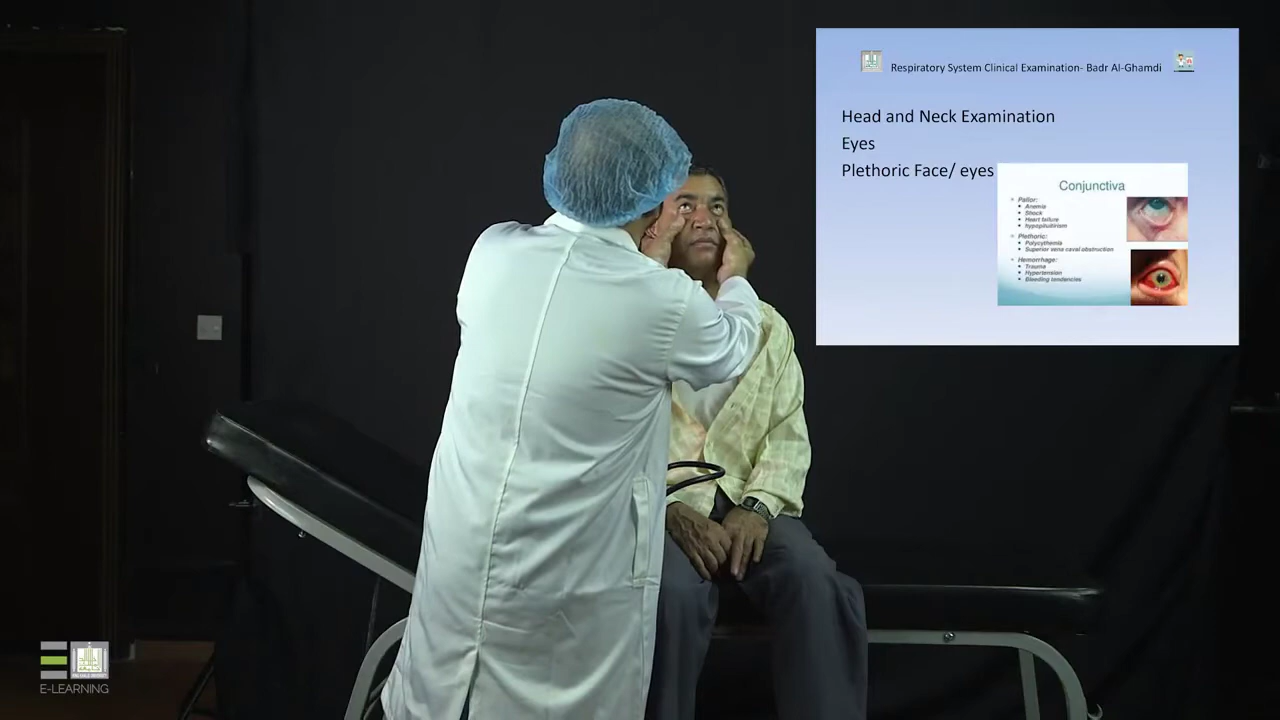 Respiratory System Clinical Examination- Badr Al-Ghamdi
Head and Neck Examination
Eyes
Plethoric Face/ eyes
Conjunctiva
Pallor:
Anemia
Shock
Heart failure
hypopituitirism
Plethoric:
Polycythemia
Superior vena caval obstruction
Hemorrhage:
Trauma
Hypertension
Bleeding tendencies
E-LEARNING